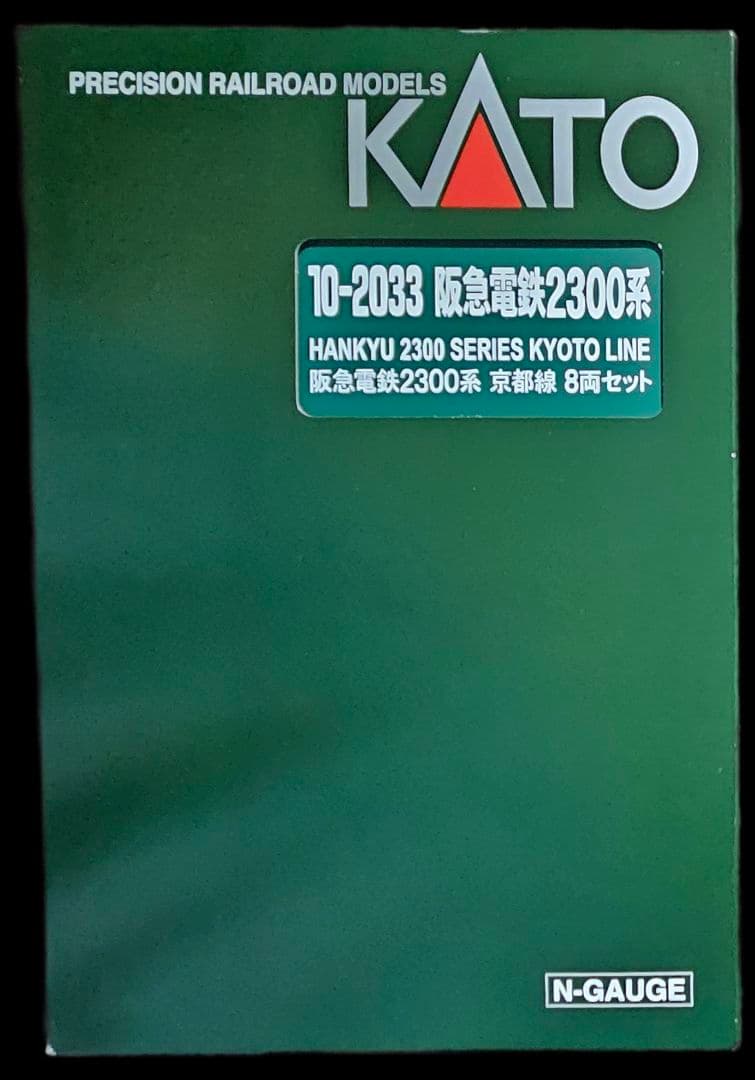 PRECISION RAILROAD MODELS
KATO
10-2033 阪急電鉄2300系
HANKYU 2300 SERIES KYOTO LINE
阪急電鉄2300系 京都線 8両セット
N-GAUGE